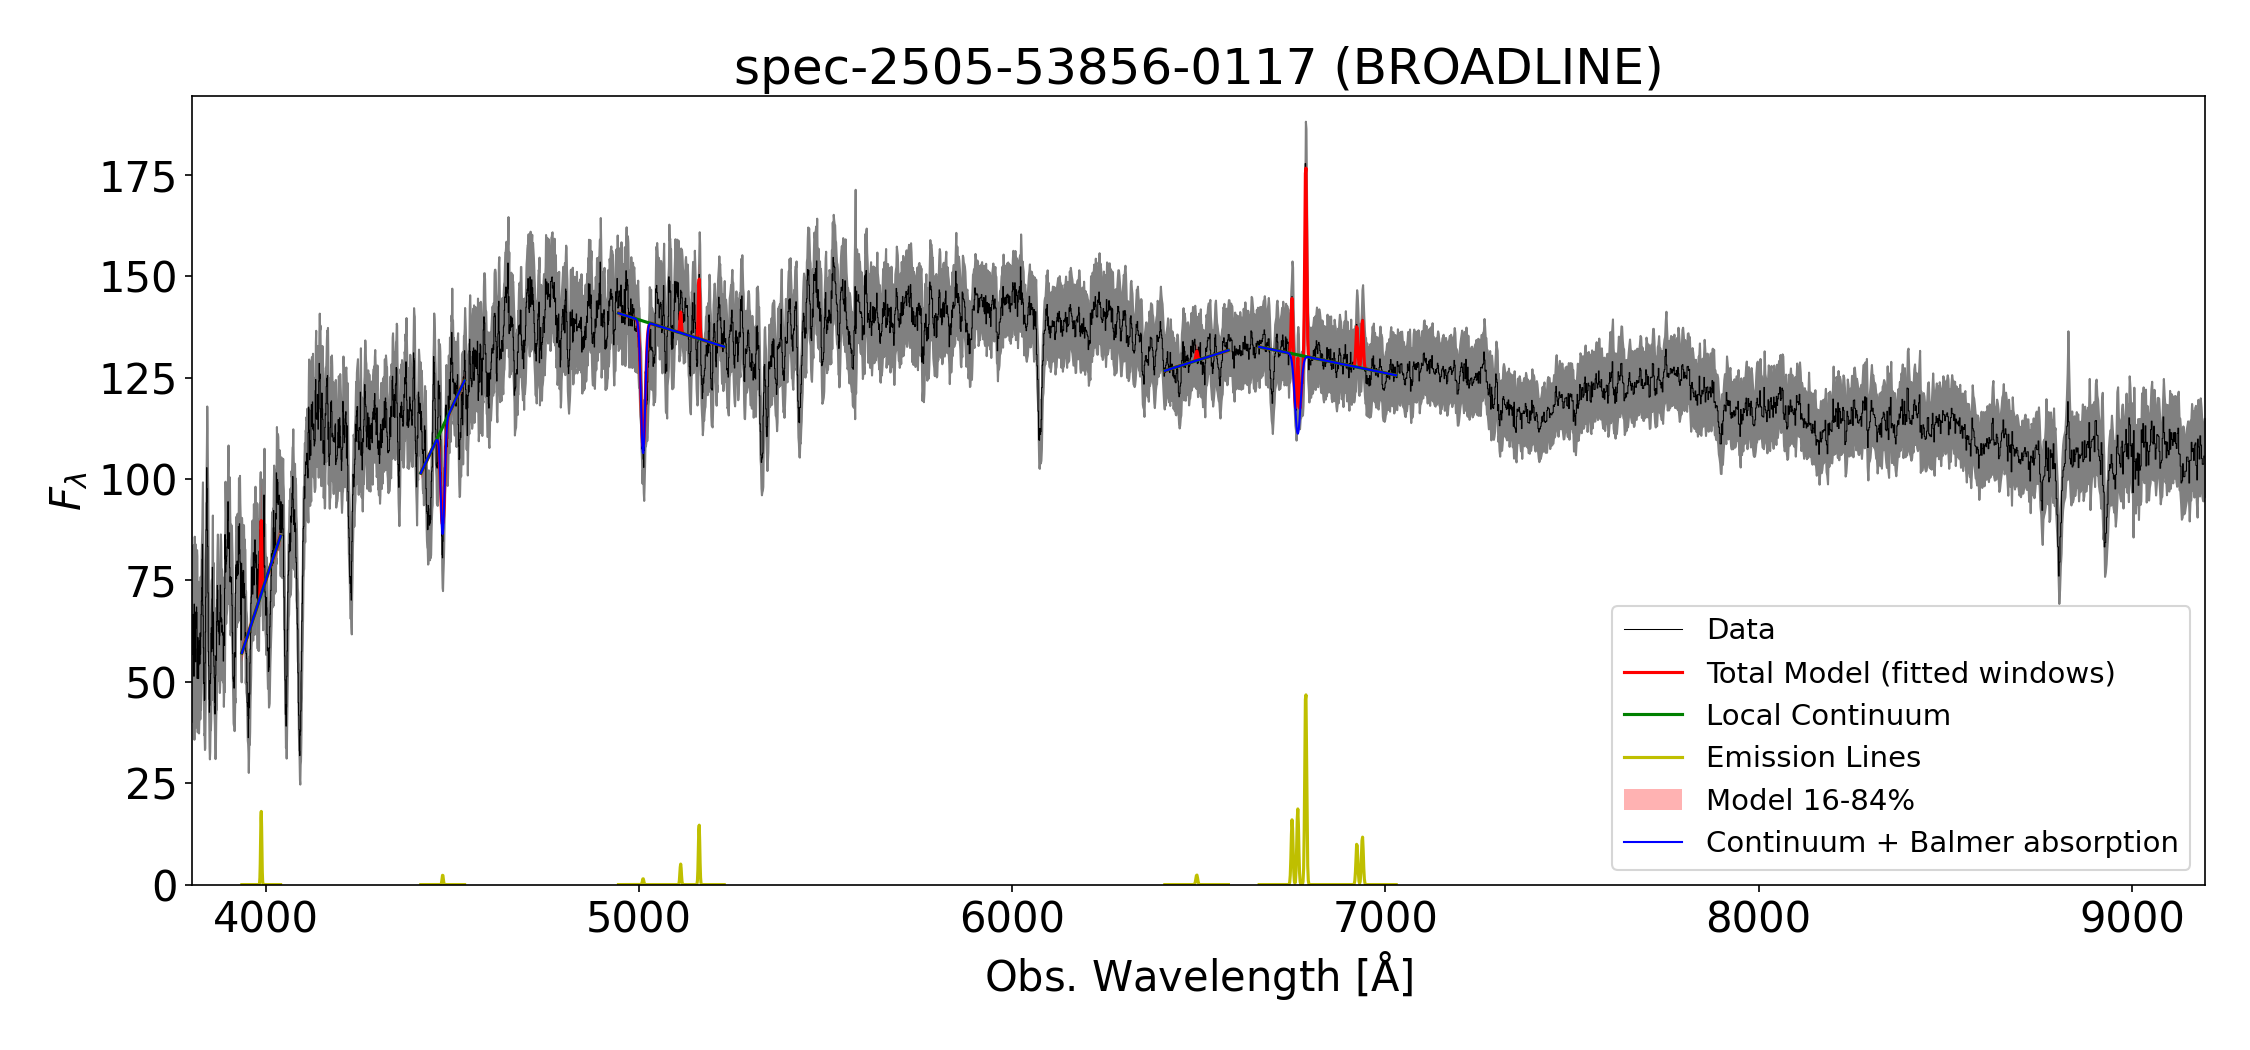 spec-2505-53856-0117 (BROADLINE)
175
150
125
100
75
50
25
0
F_λ
4000 5000 6000 7000 8000 9000
Obs. Wavelength [Å]
Data
Total Model (fitted windows)
Local Continuum
Emission Lines
Model 16-84%
Continuum + Balmer absorption